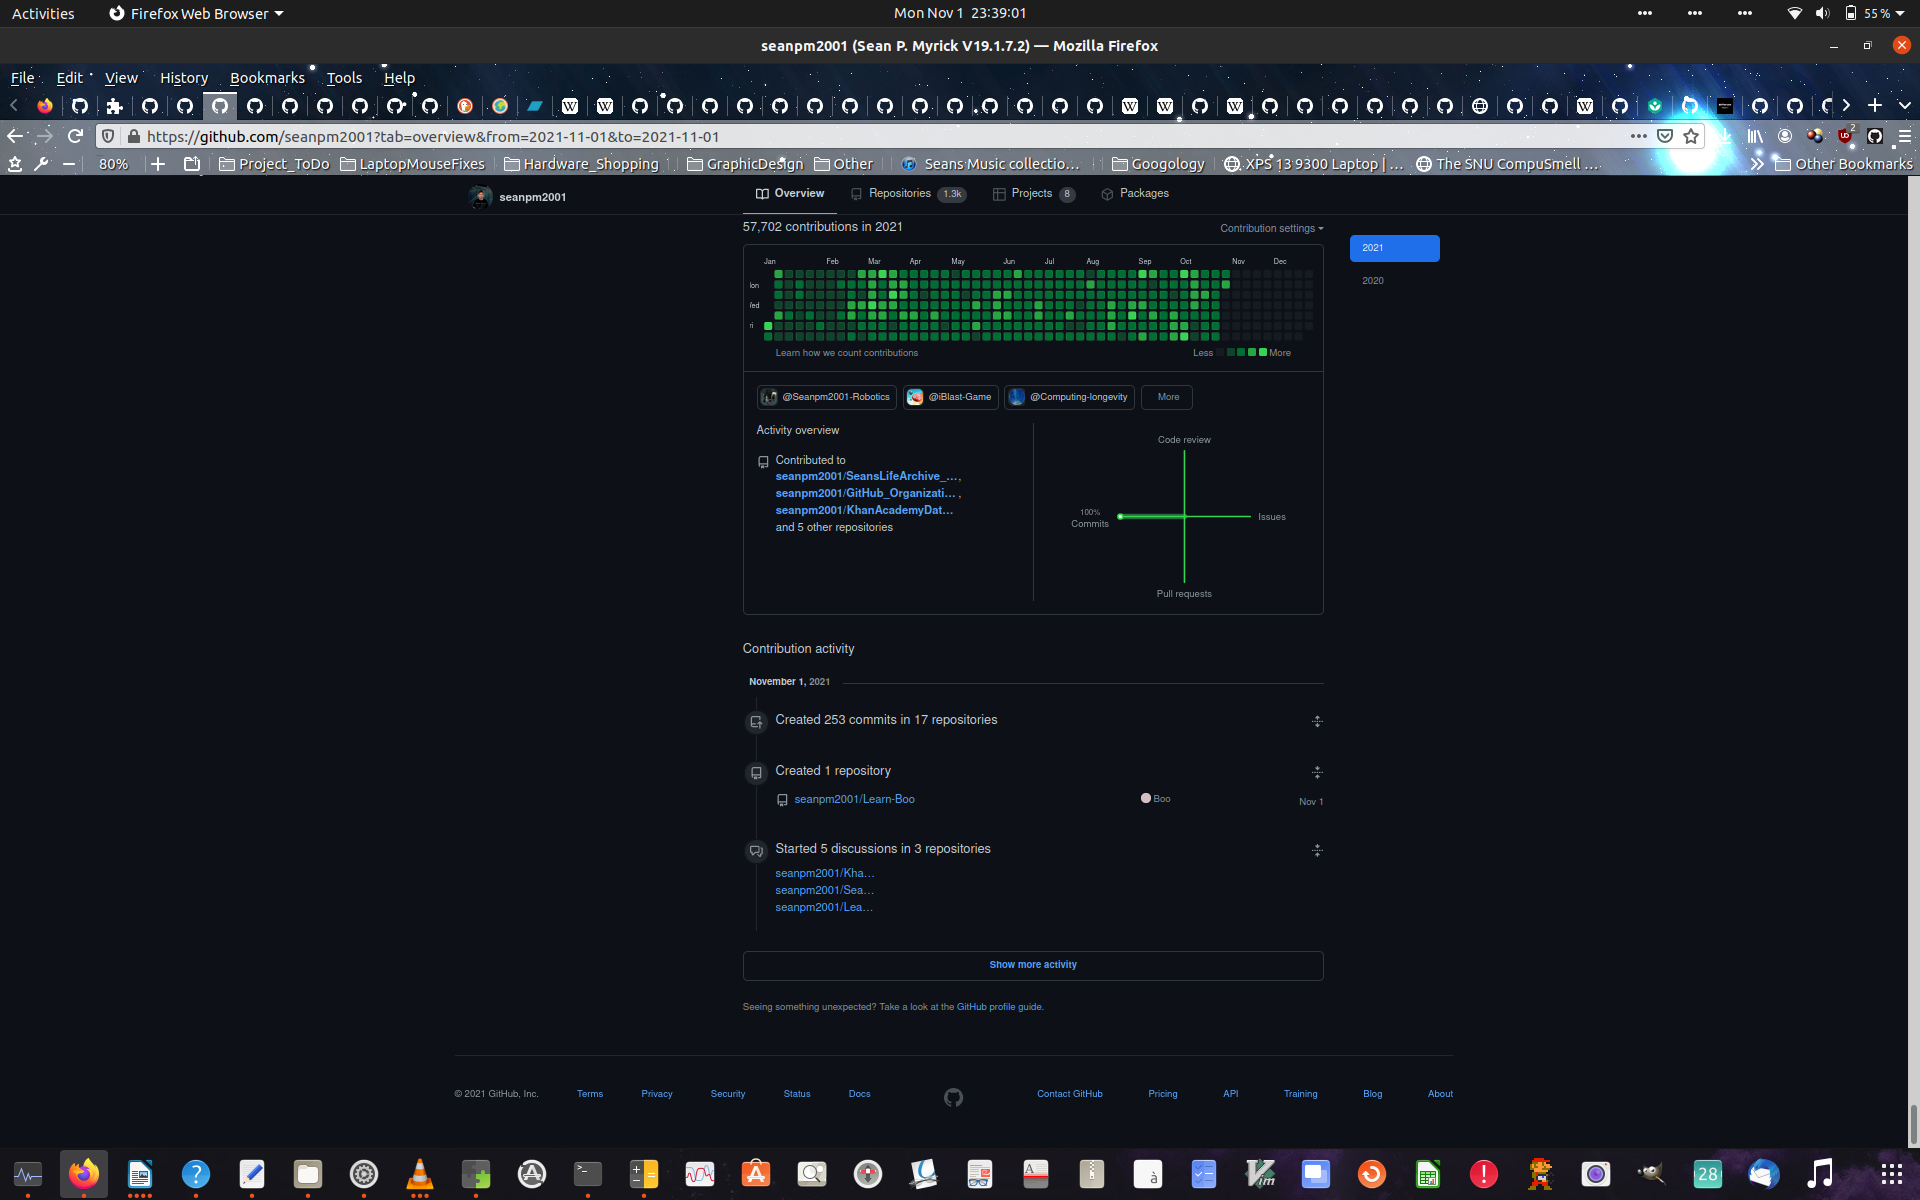 Activities Firefox Web Browser Mon Nov 1 23:39:01 55 %
seanpm2001 (Sean P. Myrick V19.1.7.2) — Mozilla Firefox
File Edit View History Bookmarks Tools Help
https://github.com/seanpm2001?tab=overview&from=2021-11-01&to=2021-11-01
80% Project_ToDo LaptopMouseFixes Hardware_Shopping GraphicDesign Other Seans Music collectio… Googology XPS 13 9300 Laptop | … The SNU CompuSmell … Other Bookmarks
seanpm2001 Overview Repositories 1.3k Projects 8 Packages
57,702 contributions in 2021 Contribution settings
2021
2020
Jan Feb Mar Apr May Jun Jul Aug Sep Oct Nov Dec
lon
/ed
ri
Learn how we count contributions Less More
@Seanpm2001-Robotics @iBlast-Game @Computing-longevity More
Activity overview
Contributed to
seanpm2001/SeansLifeArchive_…,
seanpm2001/GitHub_Organizati… ,
seanpm2001/KhanAcademyDat…
and 5 other repositories
Code review
100%
Commits
Issues
Pull requests
Contribution activity
November 1, 2021
Created 253 commits in 17 repositories
Created 1 repository
seanpm2001/Learn-Boo Boo Nov 1
Started 5 discussions in 3 repositories
seanpm2001/Kha…
seanpm2001/Sea…
seanpm2001/Lea…
Show more activity
Seeing something unexpected? Take a look at the GitHub profile guide.
© 2021 GitHub, Inc. Terms Privacy Security Status Docs Contact GitHub Pricing API Training Blog About
28